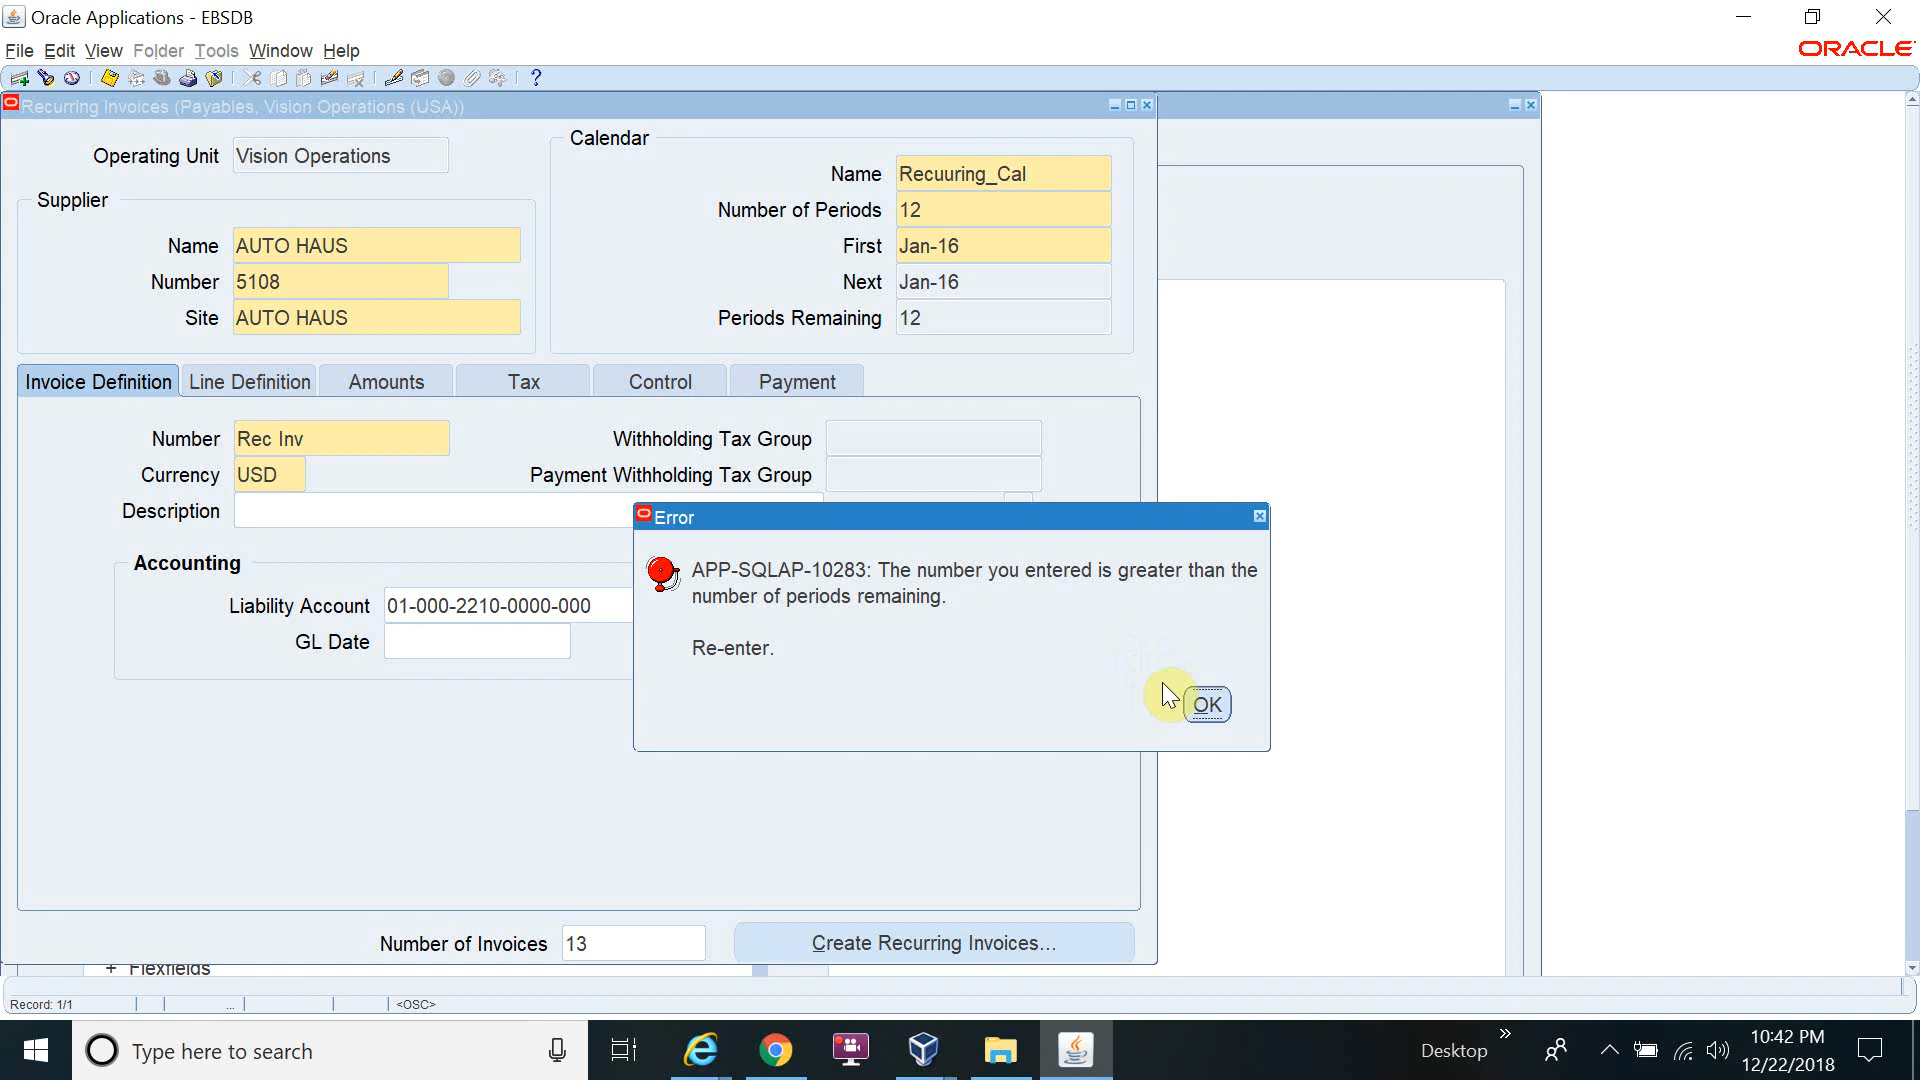 Oracle Applications - EBSDB
File Edit View Folder Tools Window Help
ORACLE
Recurring Invoices (Payables, Vision Operations (USA))
Operating Unit Vision Operations
Supplier
Name AUTO HAUS
Number 5108
Site AUTO HAUS
Calendar
Name Recuuring_Cal
Number of Periods 12
First Jan-16
Next Jan-16
Periods Remaining 12
Invoice Definition Line Definition Amounts Tax Control Payment
Number Rec Inv
Currency USD
Description
Withholding Tax Group
Payment Withholding Tax Group
Accounting
Liability Account 01-000-2210-0000-000
GL Date
Error
APP-SQLAP-10283: The number you entered is greater than the
number of periods remaining.
Re-enter.
OK
Number of Invoices 13 Create Recurring Invoices...
+ Flexfields
Record: 1/1 ... <OSC>
Type here to search
Desktop
10:42 PM
12/22/2018